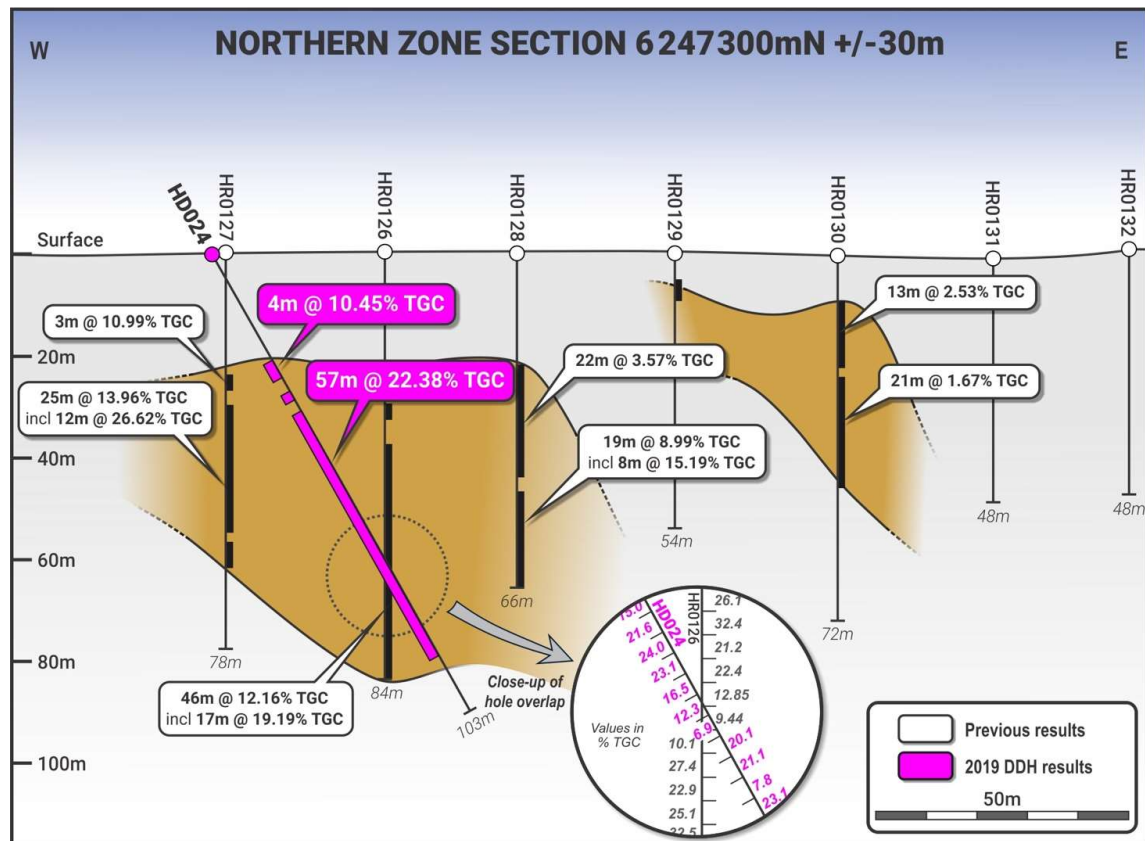 NORTHERN ZONE SECTION 6247300mN +/-30m
W
E
HD024
HR0127
HR0126
HR0128
HR0129
HR0130
HR0131
HR0132
Surface
4m @ 10.45% TGC
3m @ 10.99% TGC
13m @ 2.53% TGC
20m
57m @ 22.38% TGC
22m @ 3.57% TGC
21m @ 1.67% TGC
25m @ 13.96% TGC
incl 12m @ 26.62% TGC
19m @ 8.99% TGC
incl 8m @ 15.19% TGC
40m
48m
48m
54m
60m
66m
72m
78m
80m
84m
103m
46m @ 12.16% TGC
incl 17m @ 19.19% TGC
Close-up of
hole overlap
100m
HD024
HR0126
21.6
24.0
23.1
16.5
12.3
6.9
20.1
21.1
7.8
23.1
26.1
32.4
21.2
22.4
12.85
9.44
10.1
27.4
22.9
25.1
32.5
Values in
% TGC
Previous results
2019 DDH results
50m